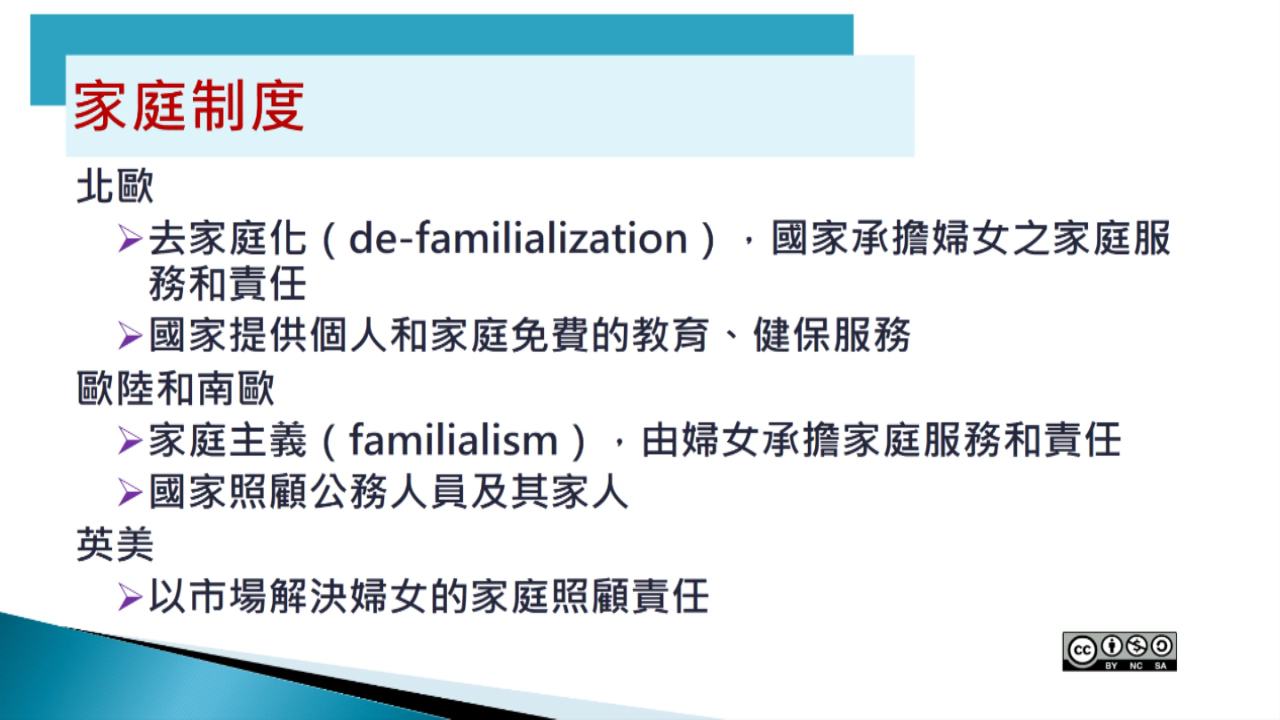 家庭制度
北歐
去家庭化（de-familialization），國家承擔婦女之家庭服
務和責任
國家提供個人和家庭免費的教育、健保服務
歐陸和南歐
家庭主義（familialism），由婦女承擔家庭服務和責任
國家照顧公務人員及其家人
英美
以市場解決婦女的家庭照顧責任
cc
BY NC SA